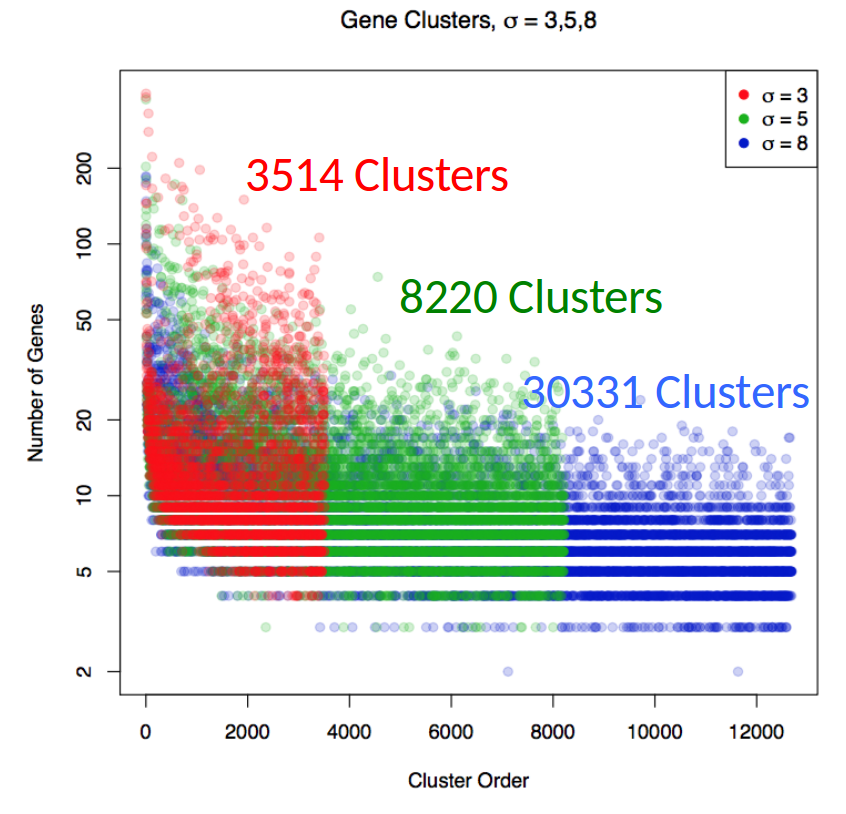 Gene Clusters, σ = 3,5,8
σ = 3
σ = 5
σ = 8
3514 Clusters
8220 Clusters
30331 Clusters
Number of Genes
200
100
50
20
10
5
2
0 2000 4000 6000 8000 10000 12000
Cluster Order